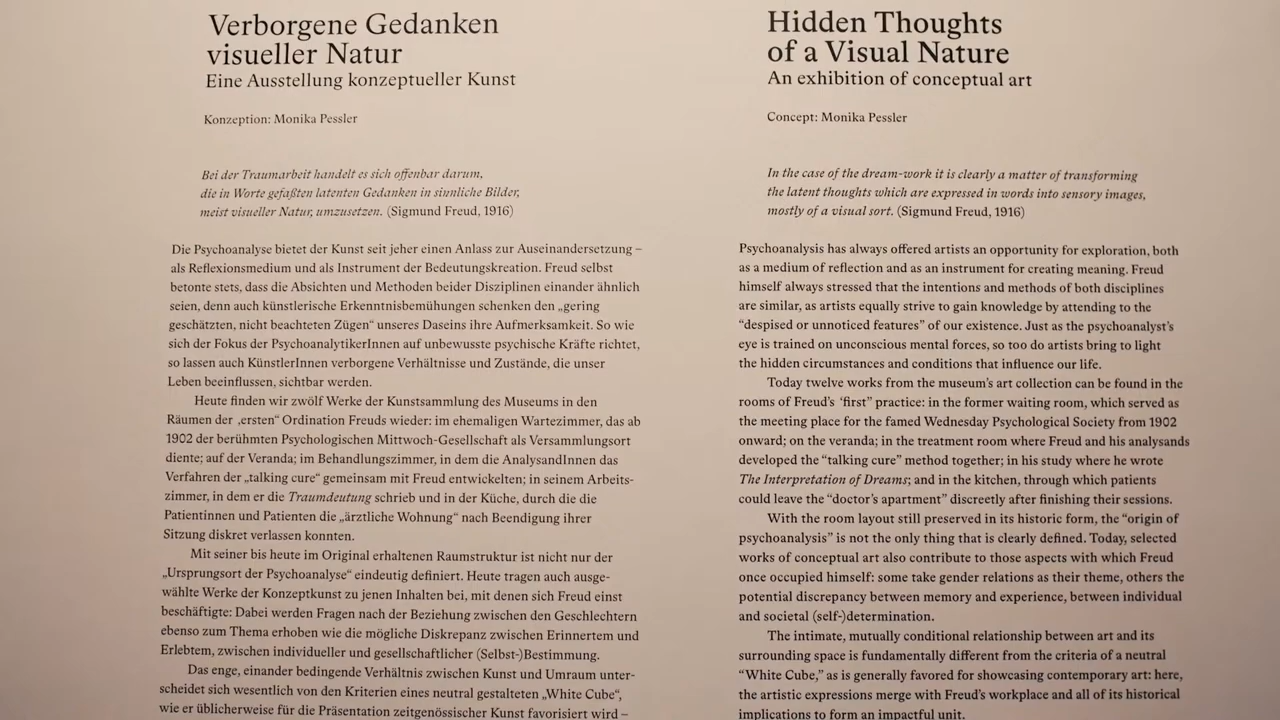 Verborgene Gedanken
visueller Natur
Eine Ausstellung konzeptueller Kunst
Konzeption: Monika Pessler
Bei der Traumarbeit handelt es sich offenbar darum,
die in Worte gefaßten latenten Gedanken in sinnliche Bilder,
meist visueller Natur, umzusetzen. (Sigmund Freud, 1916)
Die Psychoanalyse bietet der Kunst seit jeher einen Anlass zur Auseinandersetzung –
als Reflexionsmedium und als Instrument der Bedeutungskreation. Freud selbst
betonte stets, dass die Absichten und Methoden beider Disziplinen einander ähnlich
seien, denn auch künstlerische Erkenntnisbemühungen schenken den „gering
geschätzten, nicht beachteten Zügen“ unseres Daseins ihre Aufmerksamkeit. So wie
sich der Fokus der PsychoanalytikerInnen auf unbewusste psychische Kräfte richtet,
so lassen auch KünstlerInnen verborgene Verhältnisse und Zustände, die unser
Leben beeinflussen, sichtbar werden.
Heute finden wir zwölf Werke der Kunstsammlung des Museums in den
Räumen der ‚ersten‘ Ordination Freuds wieder: im ehemaligen Wartezimmer, das ab
1902 der berühmten Psychologischen Mittwoch-Gesellschaft als Versammlungsort
diente; auf der Veranda; im Behandlungszimmer, in dem die AnalysandInnen das
Verfahren der „talking cure“ gemeinsam mit Freud entwickelten; in seinem Arbeits-
zimmer, in dem er die Traumdeutung schrieb und in der Küche, durch die die
Patientinnen und Patienten die „ärztliche Wohnung“ nach Beendigung ihrer
Sitzung diskret verlassen konnten.
Mit seiner bis heute im Original erhaltenen Raumstruktur ist nicht nur der
„Ursprungsort der Psychoanalyse“ eindeutig definiert. Heute tragen auch ausge-
wählte Werke der Konzeptkunst zu jenen Inhalten bei, mit denen sich Freud einst
beschäftigte: Dabei werden Fragen nach der Beziehung zwischen den Geschlechtern
ebenso zum Thema erhoben wie die mögliche Diskrepanz zwischen Erinnertem und
Erlebtem, zwischen individueller und gesellschaftlicher (Selbst-)Bestimmung.
Das enge, einander bedingende Verhältnis zwischen Kunst und Umraum unter-
scheidet sich wesentlich von den Kriterien eines neutral gestalteten „White Cube“,
wie er üblicherweise für die Präsentation zeitgenössischer Kunst favorisiert wird –
Hidden Thoughts
of a Visual Nature
An exhibition of conceptual art
Concept: Monika Pessler
In the case of the dream-work it is clearly a matter of transforming
the latent thoughts which are expressed in words into sensory images,
mostly of a visual sort. (Sigmund Freud, 1916)
Psychoanalysis has always offered artists an opportunity for exploration, both
as a medium of reflection and as an instrument for creating meaning. Freud
himself always stressed that the intentions and methods of both disciplines
are similar, as artists equally strive to gain knowledge by attending to the
“despised or unnoticed features” of our existence. Just as the psychoanalyst’s
eye is trained on unconscious mental forces, so too do artists bring to light
the hidden circumstances and conditions that influence our life.
Today twelve works from the museum’s art collection can be found in the
rooms of Freud’s ‘first” practice: in the former waiting room, which served as
the meeting place for the famed Wednesday Psychological Society from 1902
onward; on the veranda; in the treatment room where Freud and his analysands
developed the “talking cure” method together; in his study where he wrote
The Interpretation of Dreams; and in the kitchen, through which patients
could leave the “doctor’s apartment” discreetly after finishing their sessions.
With the room layout still preserved in its historic form, the “origin of
psychoanalysis” is not the only thing that is clearly defined. Today, selected
works of conceptual art also contribute to those aspects with which Freud
once occupied himself: some take gender relations as their theme, others the
potential discrepancy between memory and experience, between individual
and societal (self-)determination.
The intimate, mutually conditional relationship between art and its
surrounding space is fundamentally different from the criteria of a neutral
“White Cube,” as is generally favored for showcasing contemporary art: here,
the artistic expressions merge with Freud’s workplace and all of its historical
implications to form an impactful unit.